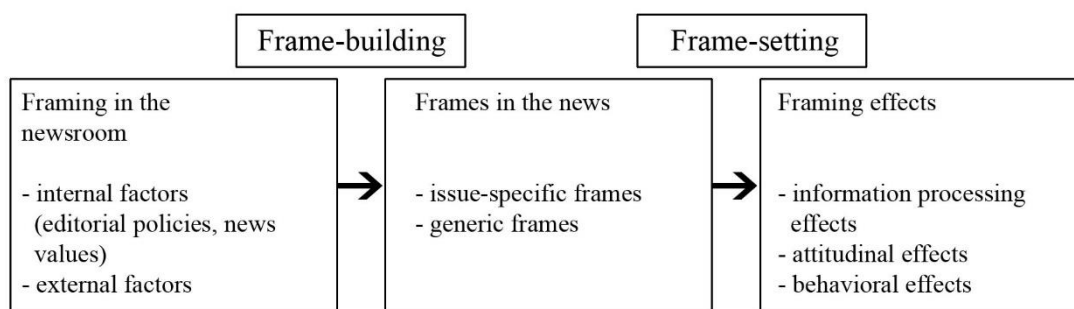 Frame-building
Frame-setting
Framing in the
newsroom
- internal factors
(editorial policies, news
values)
- external factors
Frames in the news
- issue-specific frames
- generic frames
Framing effects
- information processing
effects
- attitudinal effects
- behavioral effects